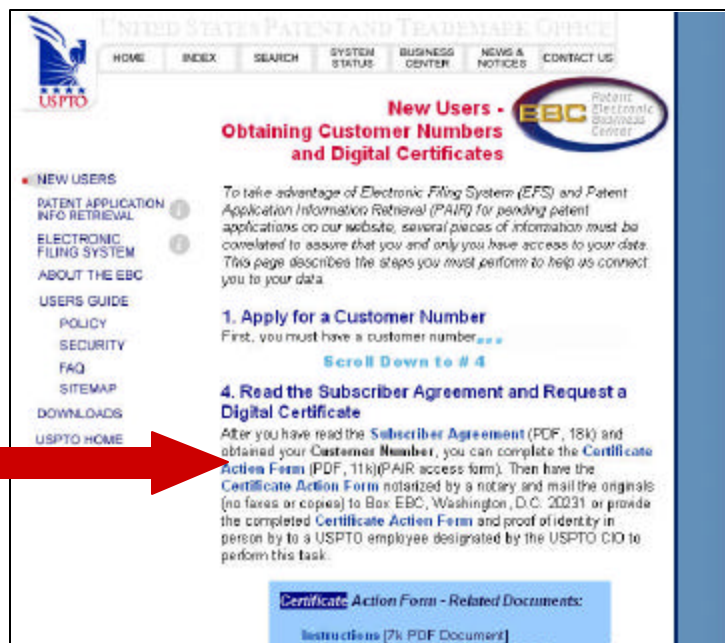 UNITED STATES PATENT AND TRADEMARK OFFICE
HOME INDEX SEARCH SYSTEM STATUS BUSINESS CENTER NEWS & NOTICES CONTACT US
USPTO
New Users -
Obtaining Customer Numbers
and Digital Certificates
EBC Patent Electronic Business Center
NEW USERS
PATENT APPLICATION
INFO RETRIEVAL
ELECTRONIC
FILING SYSTEM
ABOUT THE EBC
USERS GUIDE
POLICY
SECURITY
FAQ
SITEMAP
DOWNLOADS
USPTO HOME
To take advantage of Electronic Filing System (EFS) and Patent
Application Information Retrieval (PAIR) for pending patent
applications on our website, several pieces of information must be
correlated to assure that you and only you have access to your data.
This page describes the steps you must perform to help us connect
you to your data.
1. Apply for a Customer Number
First, you must have a customer number...
Scroll Down to # 4
4. Read the Subscriber Agreement and Request a
Digital Certificate
After you have read the Subscriber Agreement (PDF, 18k) and
obtained your Customer Number, you can complete the Certificate
Action Form (PDF, 11k)(PAIR access form). Then have the
Certificate Action Form notarized by a notary and mail the originals
(no faxes or copies) to Box EBC, Washington, D.C. 20231 or provide
the completed Certificate Action Form and proof of identity in
person by to a USPTO employee designated by the USPTO CIO to
perform this task.
Certificate Action Form - Related Documents:
Instructions [7k PDF Document]